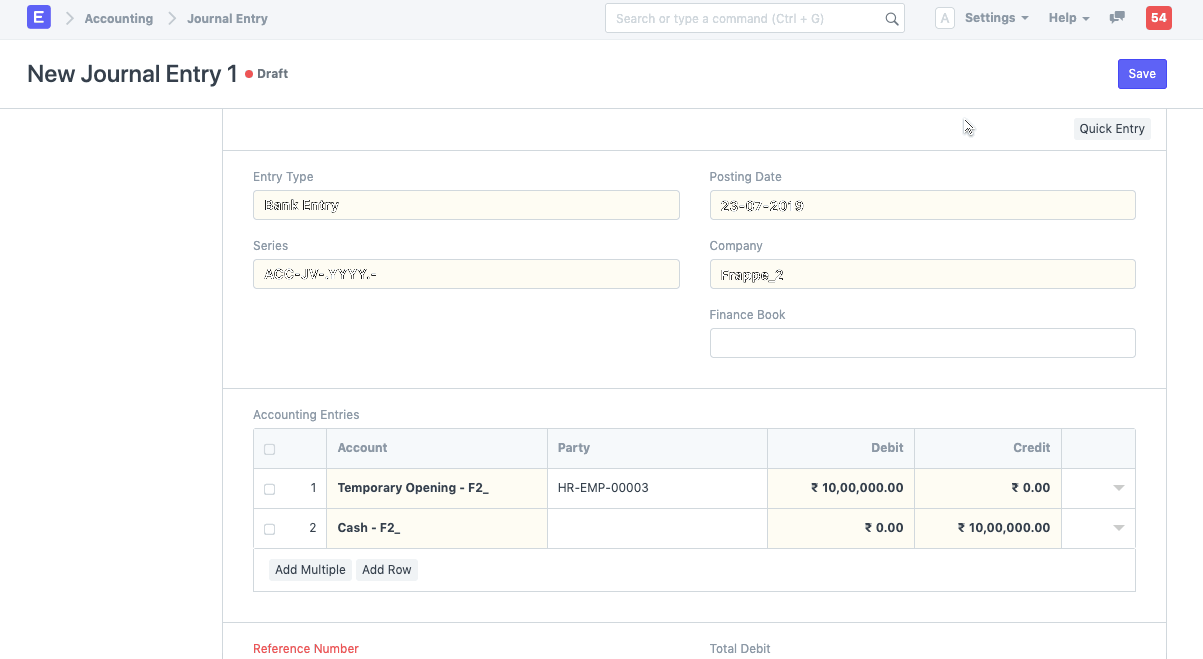 E Accounting Journal Entry Search or type a command (Ctrl + G) A Settings Help 54
New Journal Entry 1 Draft Save
Quick Entry
Entry Type Posting Date
Bank Entry 23-07-2019
Series Company
ACC-JV-.YYYY.- Frappe_2
Finance Book
Accounting Entries
Account Party Debit Credit
1 Temporary Opening - F2_ HR-EMP-00003 ₹ 10,00,000.00 ₹ 0.00
2 Cash - F2_ ₹ 0.00 ₹ 10,00,000.00
Add Multiple Add Row
Reference Number Total Debit